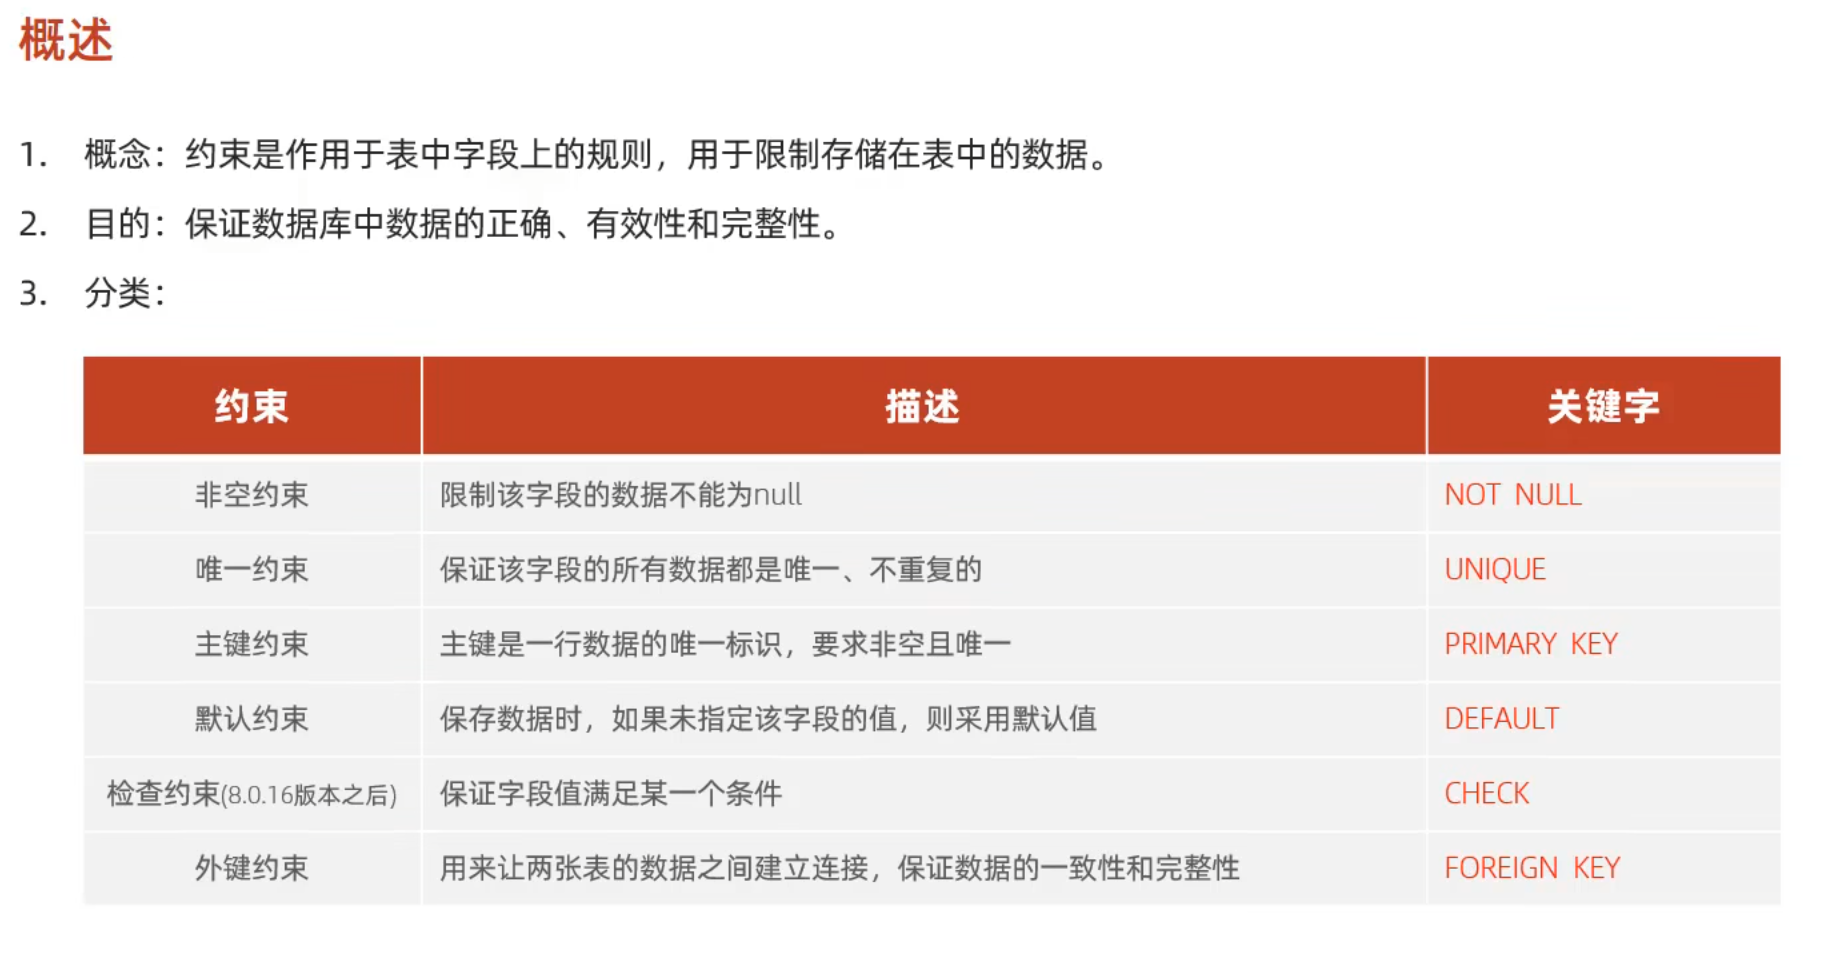 概述
1. 概念：约束是作用于表中字段上的规则，用于限制存储在表中的数据。
2. 目的：保证数据库中数据的正确、有效性和完整性。
3. 分类：
约束 描述 关键字
非空约束 限制该字段的数据不能为null NOT NULL
唯一约束 保证该字段的所有数据都是唯一、不重复的 UNIQUE
主键约束 主键是一行数据的唯一标识，要求非空且唯一 PRIMARY KEY
默认约束 保存数据时，如果未指定该字段的值，则采用默认值 DEFAULT
检查约束(8.0.16版本之后) 保证字段值满足某一个条件 CHECK
外键约束 用来让两张表的数据之间建立连接，保证数据的一致性和完整性 FOREIGN KEY